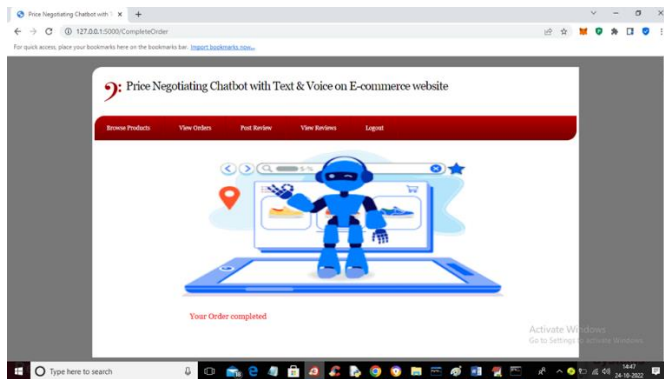 Price Negotiating Chatbot with T
127.0.0.1:5000/CompleteOrder
For quick access, place your bookmarks here on the bookmarks bar. Import bookmarks now...
Price Negotiating Chatbot with Text & Voice on E-commerce website
Browse Products View Orders Post Review View Reviews Logout
Your Order completed
Activate Windows
Go to Settings to activate Windows.
Type here to search
14:47
24-10-2022